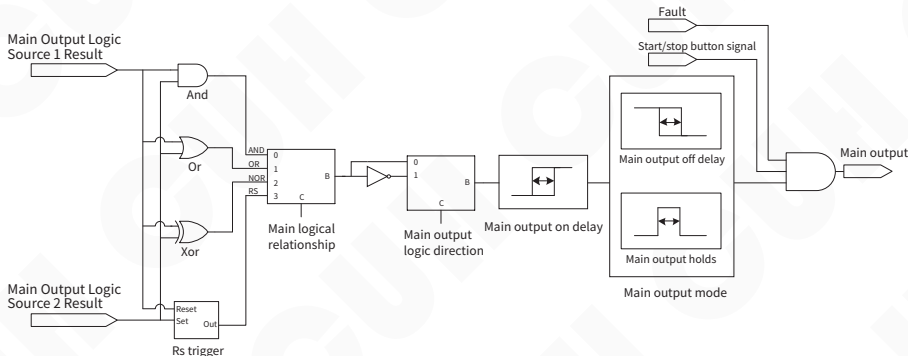 Main Output Logic
Source 1 Result
And
Or
Xor
Main Output Logic
Source 2 Result
Reset
Set
Out
Rs trigger
AND
OR
NOR
RS
0
1
2
3
B
C
Main logical
relationship
0
1
B
C
Main output
logic direction
Main output on delay
Main output off delay
Main output holds
Main output mode
Fault
Start/stop button signal
Main output